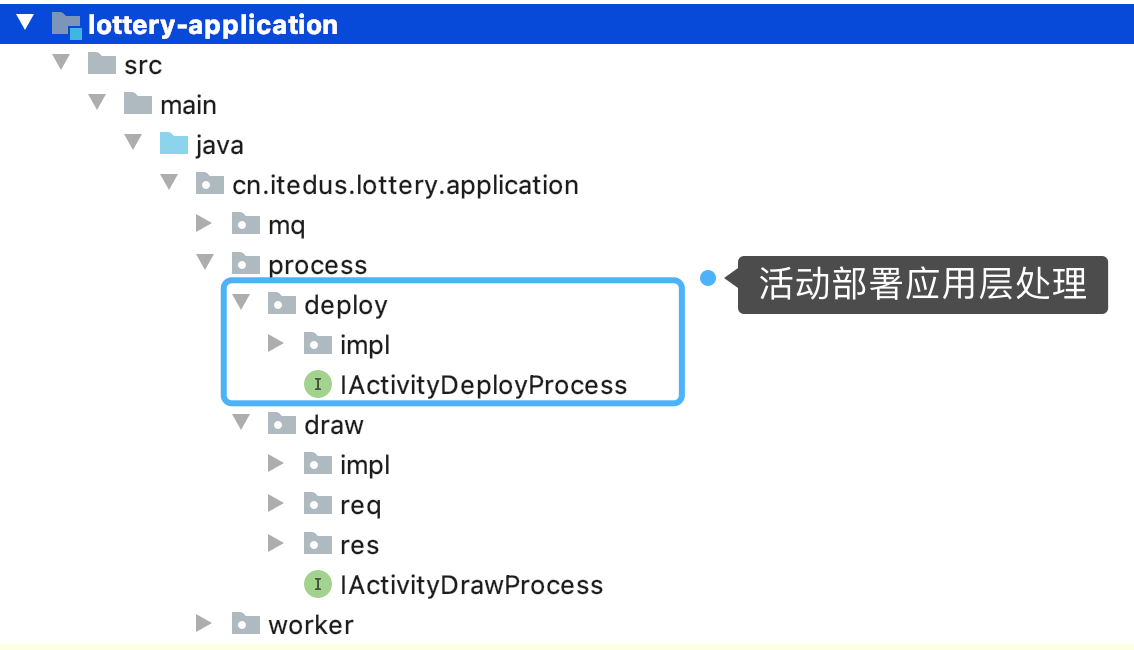 lottery-application
src
main
java
cn.itedus.lottery.application
mq
process
活动部署应用层处理
deploy
impl
I IActivityDeployProcess
draw
impl
req
res
I IActivityDrawProcess
worker